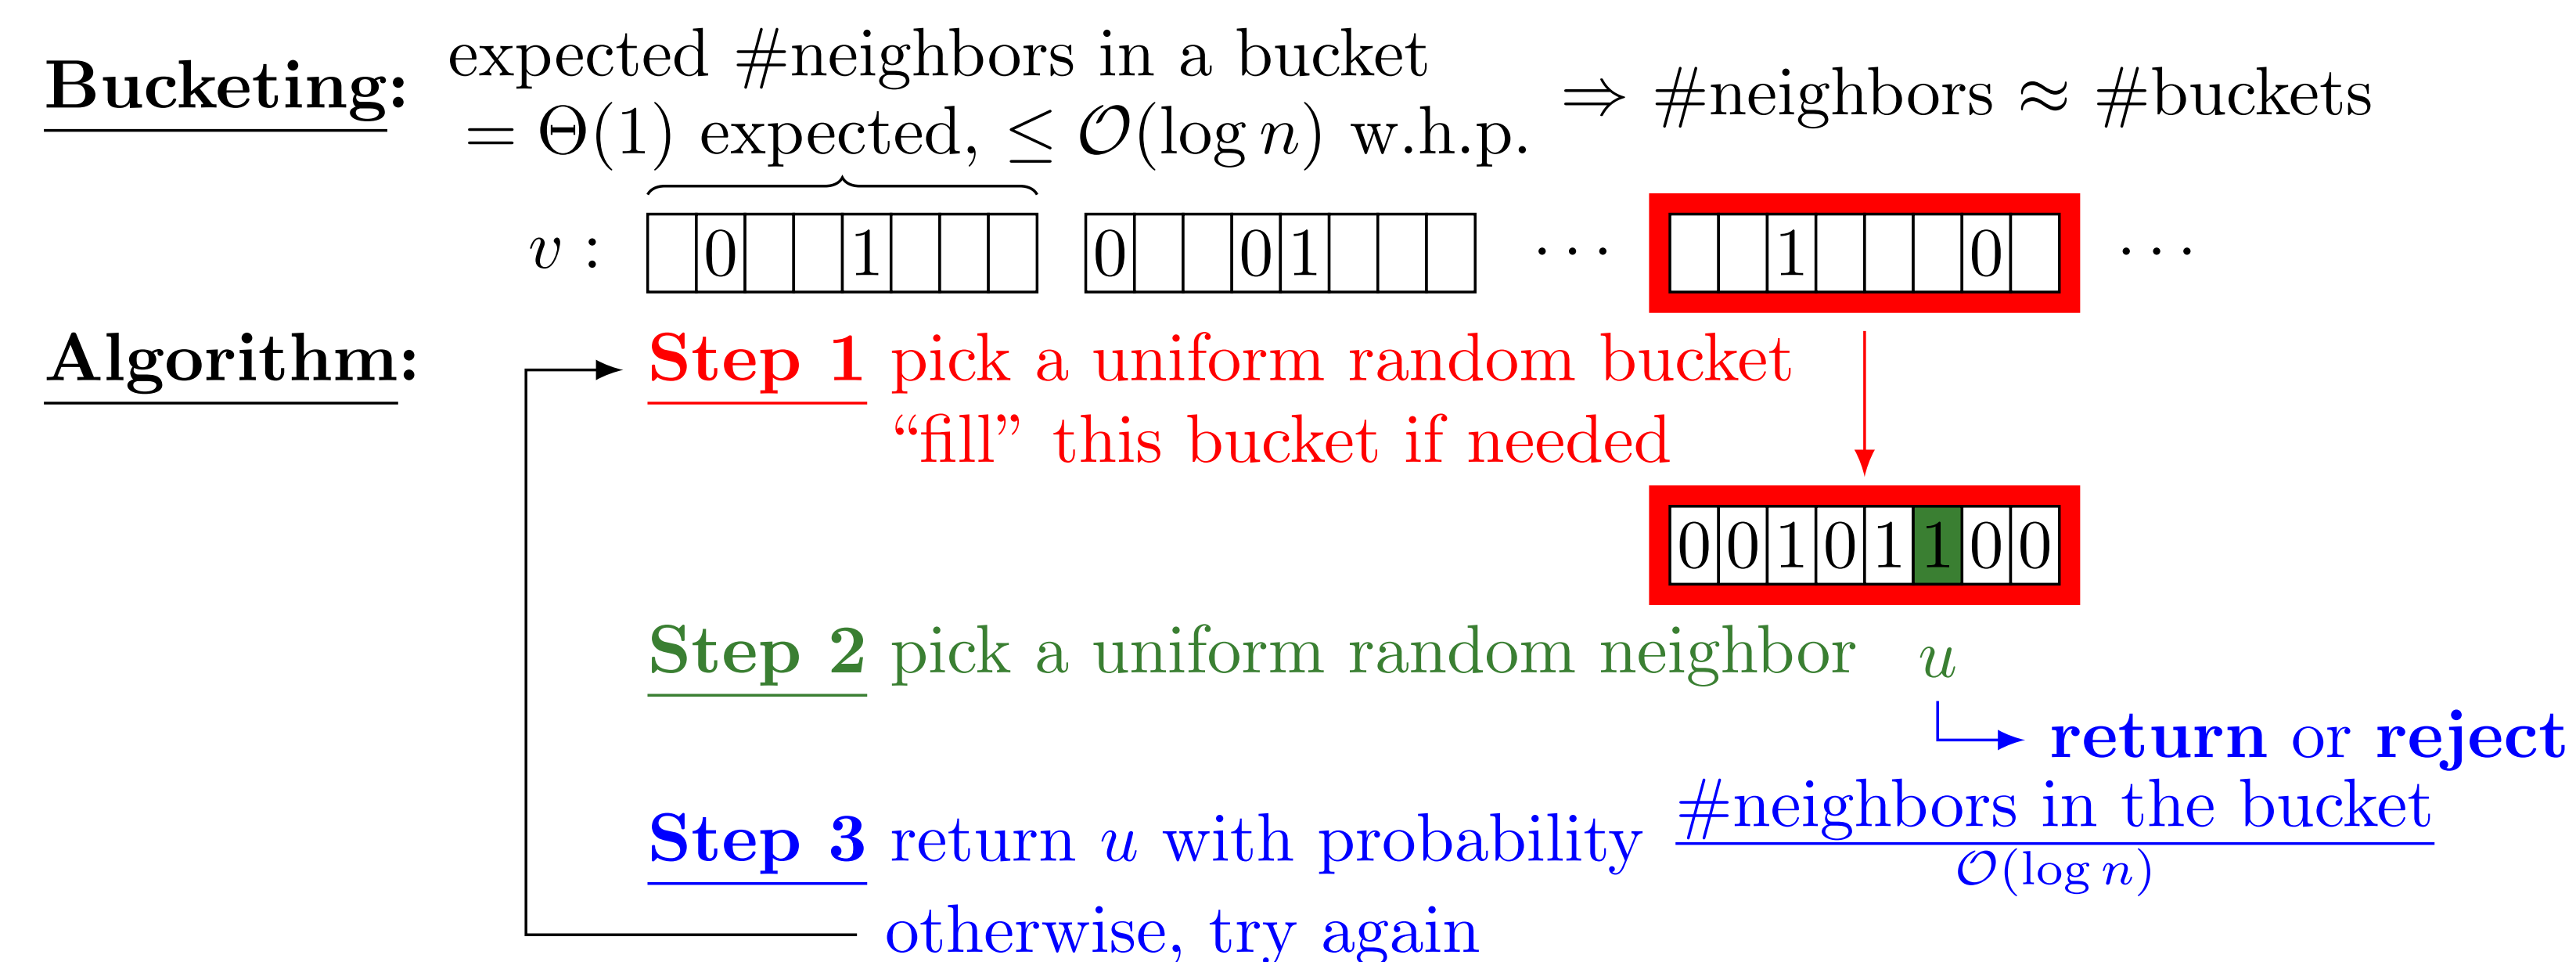 Bucketing: expected #neighbors in a bucket
= Θ(1) expected, ≤ 𝒪(log n) w.h.p. ⇒ #neighbors ≈ #buckets
v : 0 1 0 0 1 ··· 1 0 ···
Algorithm: Step 1 pick a uniform random bucket
“fill” this bucket if needed
0 0 1 0 1 1 0 0
Step 2 pick a uniform random neighbor u
return or reject
Step 3 return u with probability #neighbors in the bucket
𝒪(log n)
otherwise, try again